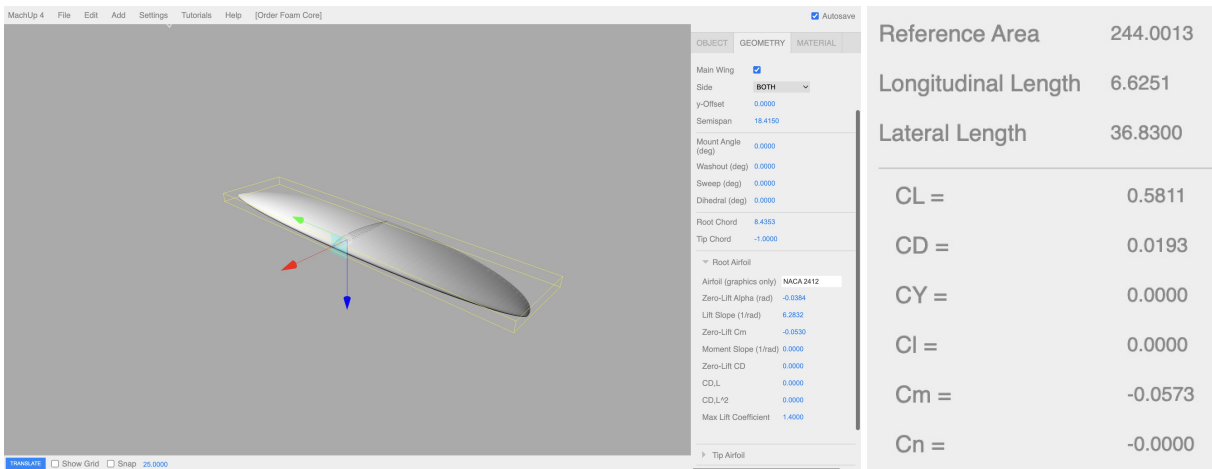 MachUp 4 File Edit Add Settings Tutorials Help [Order Foam Core] Autosave
OBJECT GEOMETRY MATERIAL
Main Wing
Side BOTH
y-Offset 0.0000
Semispan 18.4150
Mount Angle
(deg) 0.0000
Washout (deg) 0.0000
Sweep (deg) 0.0000
Dihedral (deg) 0.0000
Root Chord 8.4353
Tip Chord -1.0000
Root Airfoil
Airfoil (graphics only) NACA 2412
Zero-Lift Alpha (rad) -0.0384
Lift Slope (1/rad) 6.2832
Zero-Lift Cm -0.0530
Moment Slope (1/rad) 0.0000
Zero-Lift CD 0.0000
CD,L 0.0000
CD,L^2 0.0000
Max Lift Coefficient 1.4000
Tip Airfoil
TRANSLATE Show Grid Snap 25.0000
Reference Area 244.0013
Longitudinal Length 6.6251
Lateral Length 36.8300
CL = 0.5811
CD = 0.0193
CY = 0.0000
Cl = 0.0000
Cm = -0.0573
Cn = -0.0000